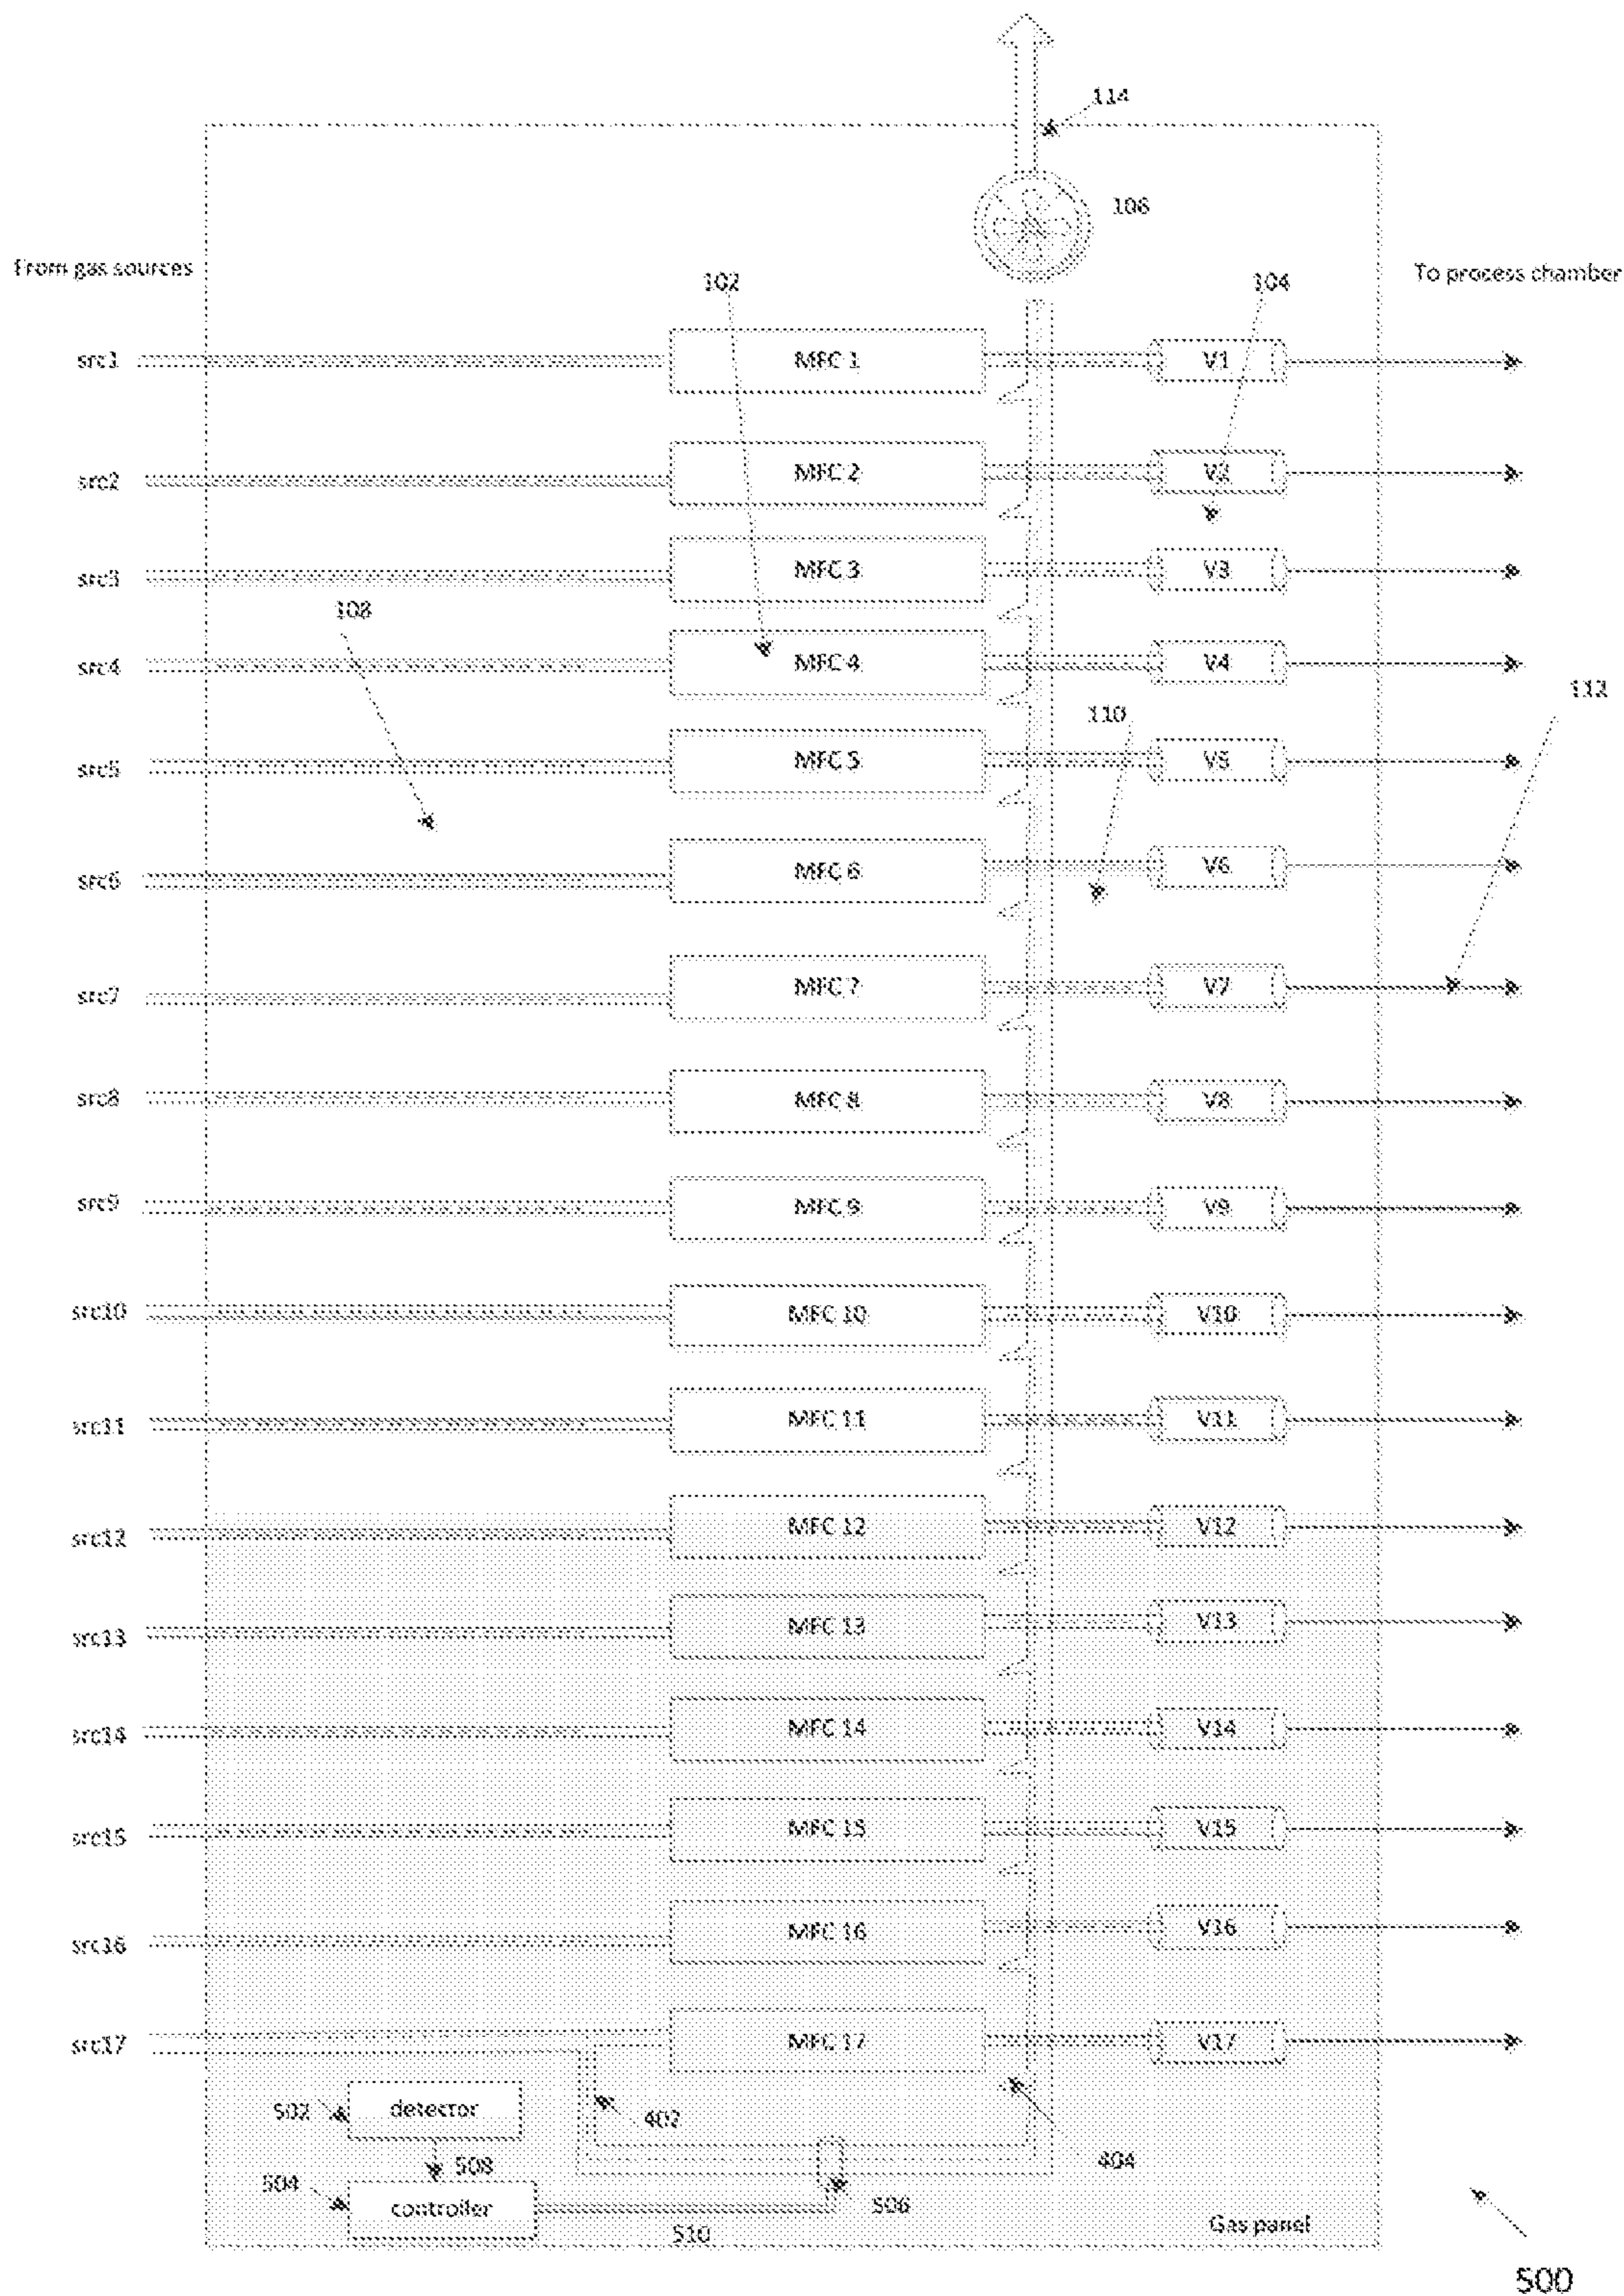 114
106
From gas sources
To process chamber
102
104
src1 MFC 1 V1
src2 MFC 2 V2
src3 MFC 3 V3
108
src4 MFC 4 V4
112
110
src5 MFC 5 V5
src6 MFC 6 V6
src7 MFC 7 V7
src8 MFC 8 V8
src9 MFC 9 V9
src10 MFC 10 V10
src11 MFC 11 V11
src12 MFC 12 V12
src13 MFC 13 V13
src14 MFC 14 V14
src15 MFC 15 V15
src16 MFC 16 V16
src17 MFC 17 V17
502 detector 402
404
508
504 controller 506
510
Gas panel
500